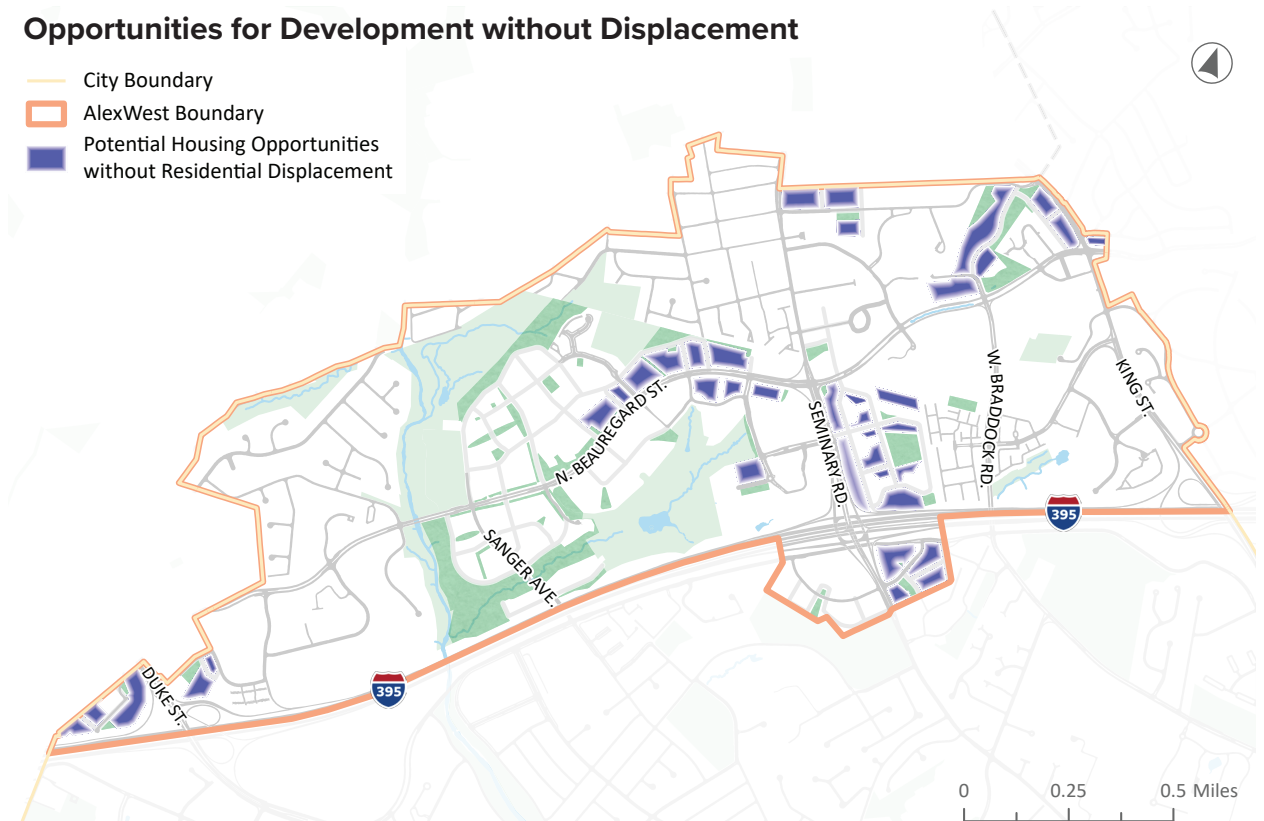 Opportunities for Development without Displacement
City Boundary
AlexWest Boundary
Potential Housing Opportunities
without Residential Displacement
N. BEAUREGARD ST.
SEMINARY RD.
W. BRADDOCK RD.
KING ST.
SANGER AVE.
395
DUKE ST.
395
0 0.25 0.5 Miles